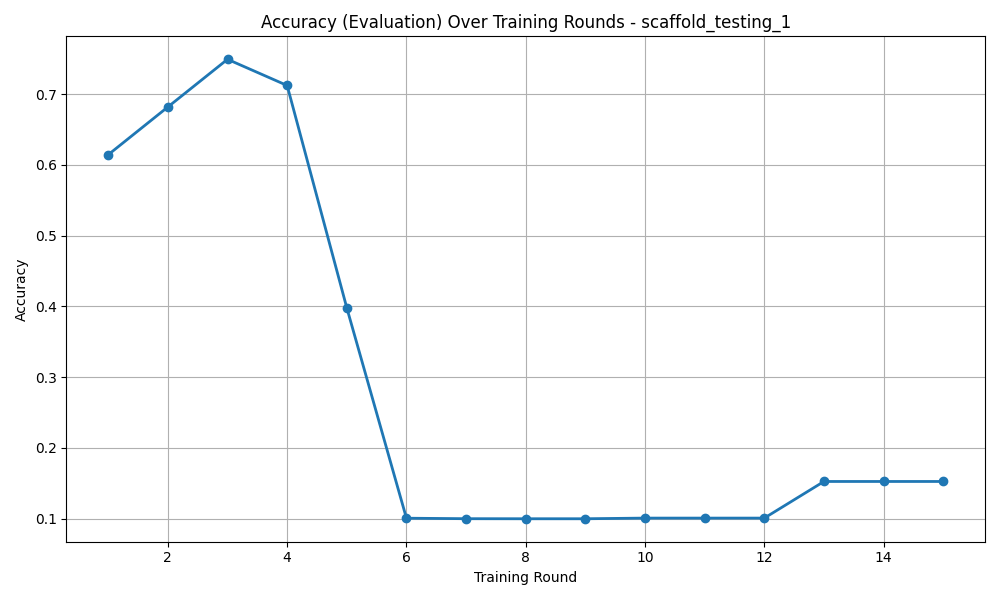 Accuracy (Evaluation) Over Training Rounds - scaffold_testing_1
Accuracy
0.7
0.6
0.5
0.4
0.3
0.2
0.1
2 4 6 8 10 12 14
Training Round